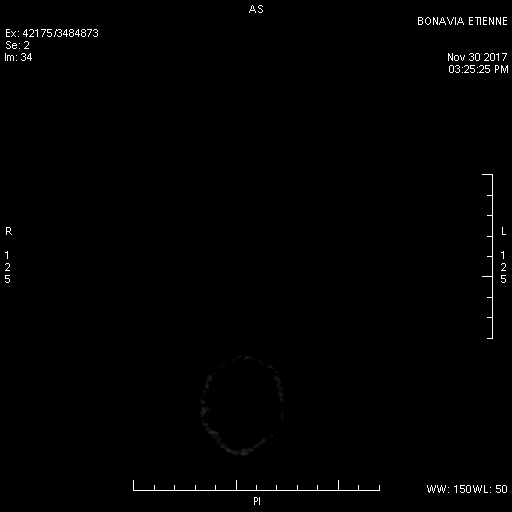 AS
BONAVIA ETIENNE
Ex: 42175/3484873
Se: 2
Im: 34
Nov 30 2017
03:25:25 PM
R
L
1
2
5
1
2
5
WW: 150WL: 50
PI